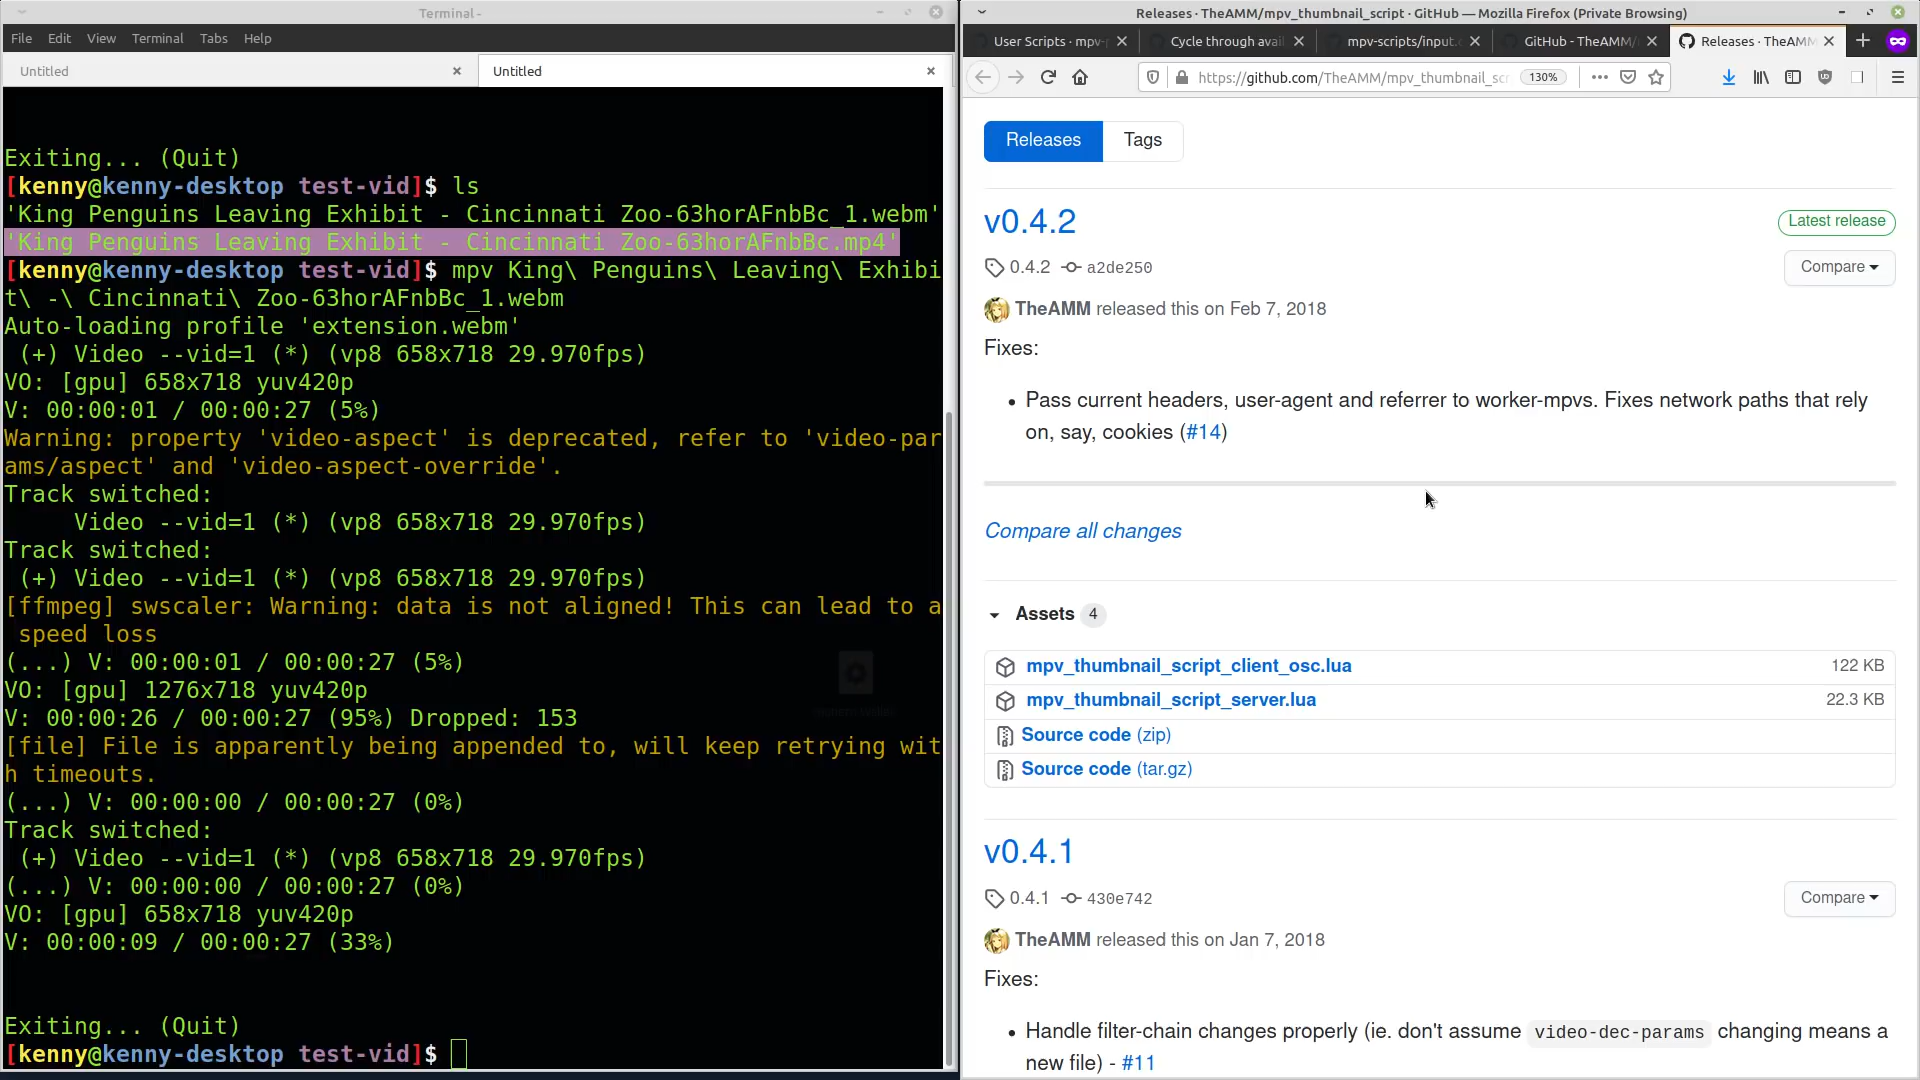 Terminal -
File Edit View Terminal Tabs Help
Untitled
Untitled
Exiting... (Quit)
[kenny@kenny-desktop test-vid]$ ls
'King Penguins Leaving Exhibit - Cincinnati Zoo-63horAFnbBc_1.webm'
'King Penguins Leaving Exhibit - Cincinnati Zoo-63horAFnbBc.mp4'
[kenny@kenny-desktop test-vid]$ mpv King\ Penguins\ Leaving\ Exhibi
t\ -\ Cincinnati\ Zoo-63horAFnbBc_1.webm
Auto-loading profile 'extension.webm'
(+) Video --vid=1 (*) (vp8 658x718 29.970fps)
VO: [gpu] 658x718 yuv420p
V: 00:00:01 / 00:00:27 (5%)
Warning: property 'video-aspect' is deprecated, refer to 'video-par
ams/aspect' and 'video-aspect-override'.
Track switched:
Video --vid=1 (*) (vp8 658x718 29.970fps)
Track switched:
(+) Video --vid=1 (*) (vp8 658x718 29.970fps)
[ffmpeg] swscaler: Warning: data is not aligned! This can lead to a
speed loss
(...) V: 00:00:01 / 00:00:27 (5%)
VO: [gpu] 1276x718 yuv420p
V: 00:00:26 / 00:00:27 (95%) Dropped: 153
[file] File is apparently being appended to, will keep retrying wit
h timeouts.
(...) V: 00:00:00 / 00:00:27 (0%)
Track switched:
(+) Video --vid=1 (*) (vp8 658x718 29.970fps)
(...) V: 00:00:00 / 00:00:27 (0%)
VO: [gpu] 658x718 yuv420p
V: 00:00:09 / 00:00:27 (33%)
Exiting... (Quit)
[kenny@kenny-desktop test-vid]$
Releases · TheAMM/mpv_thumbnail_script · GitHub — Mozilla Firefox (Private Browsing)
User Scripts · mpv-p Cycle through avai mpv-scripts/input. GitHub - TheAMM/ Releases · TheAMM
https://github.com/TheAMM/mpv_thumbnail_scr 130%
Releases Tags
v0.4.2 Latest release
0.4.2 a2de250 Compare
TheAMM released this on Feb 7, 2018
Fixes:
• Pass current headers, user-agent and referrer to worker-mpvs. Fixes network paths that rely
on, say, cookies (#14)
Compare all changes
Assets 4
mpv_thumbnail_script_client_osc.lua 122 KB
mpv_thumbnail_script_server.lua 22.3 KB
Source code (zip)
Source code (tar.gz)
v0.4.1
0.4.1 430e742 Compare
TheAMM released this on Jan 7, 2018
Fixes:
• Handle filter-chain changes properly (ie. don't assume video-dec-params changing means a
new file) - #11